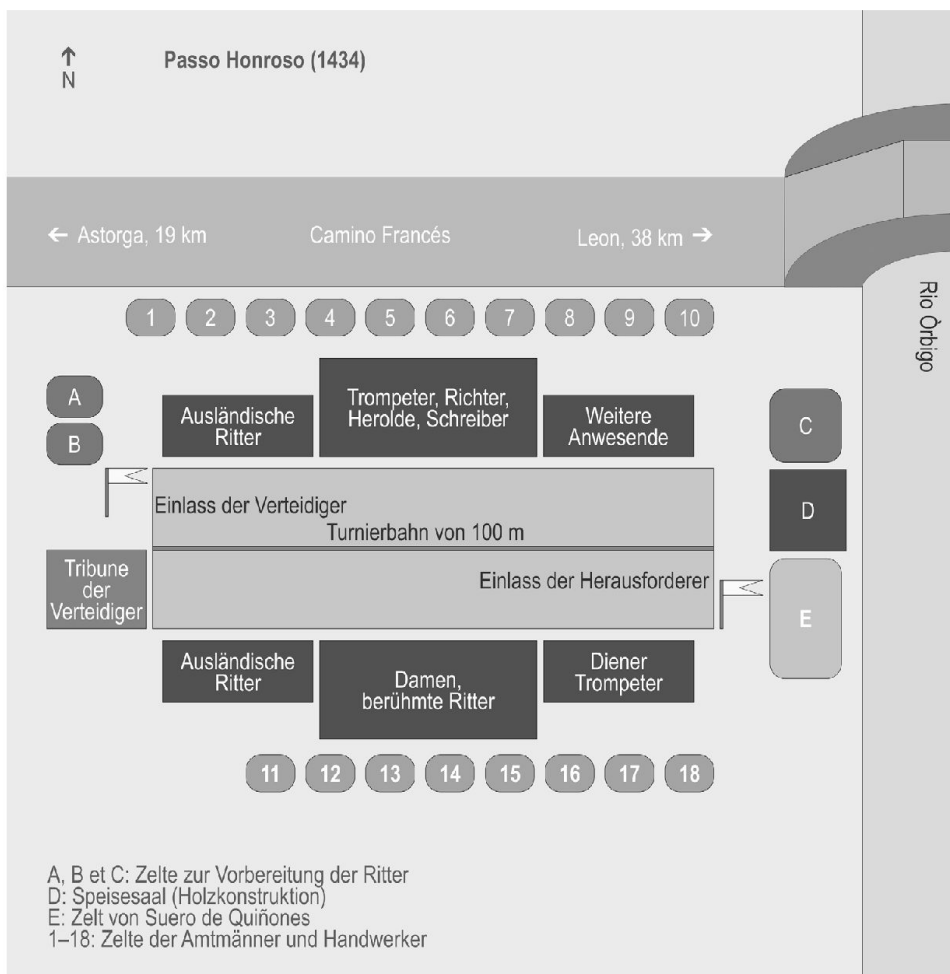 ↑
N
Passo Honroso (1434)
← Astorga, 19 km
Camino Francés
Leon, 38 km →
Rio Òrbigo
1 2 3 4 5 6 7 8 9 10
A
B
Ausländische
Ritter
Trompeter, Richter,
Herolde, Schreiber
Weitere
Anwesende
C
Einlass der Verteidiger
Turnierbahn von 100 m
D
Tribune
der
Verteidiger
Einlass der Herausforderer
E
Ausländische
Ritter
Damen,
berühmte Ritter
Diener
Trompeter
11 12 13 14 15 16 17 18
A, B et C: Zelte zur Vorbereitung der Ritter
D: Speisesaal (Holzkonstruktion)
E: Zelt von Suero de Quiñones
1–18: Zelte der Amtmänner und Handwerker